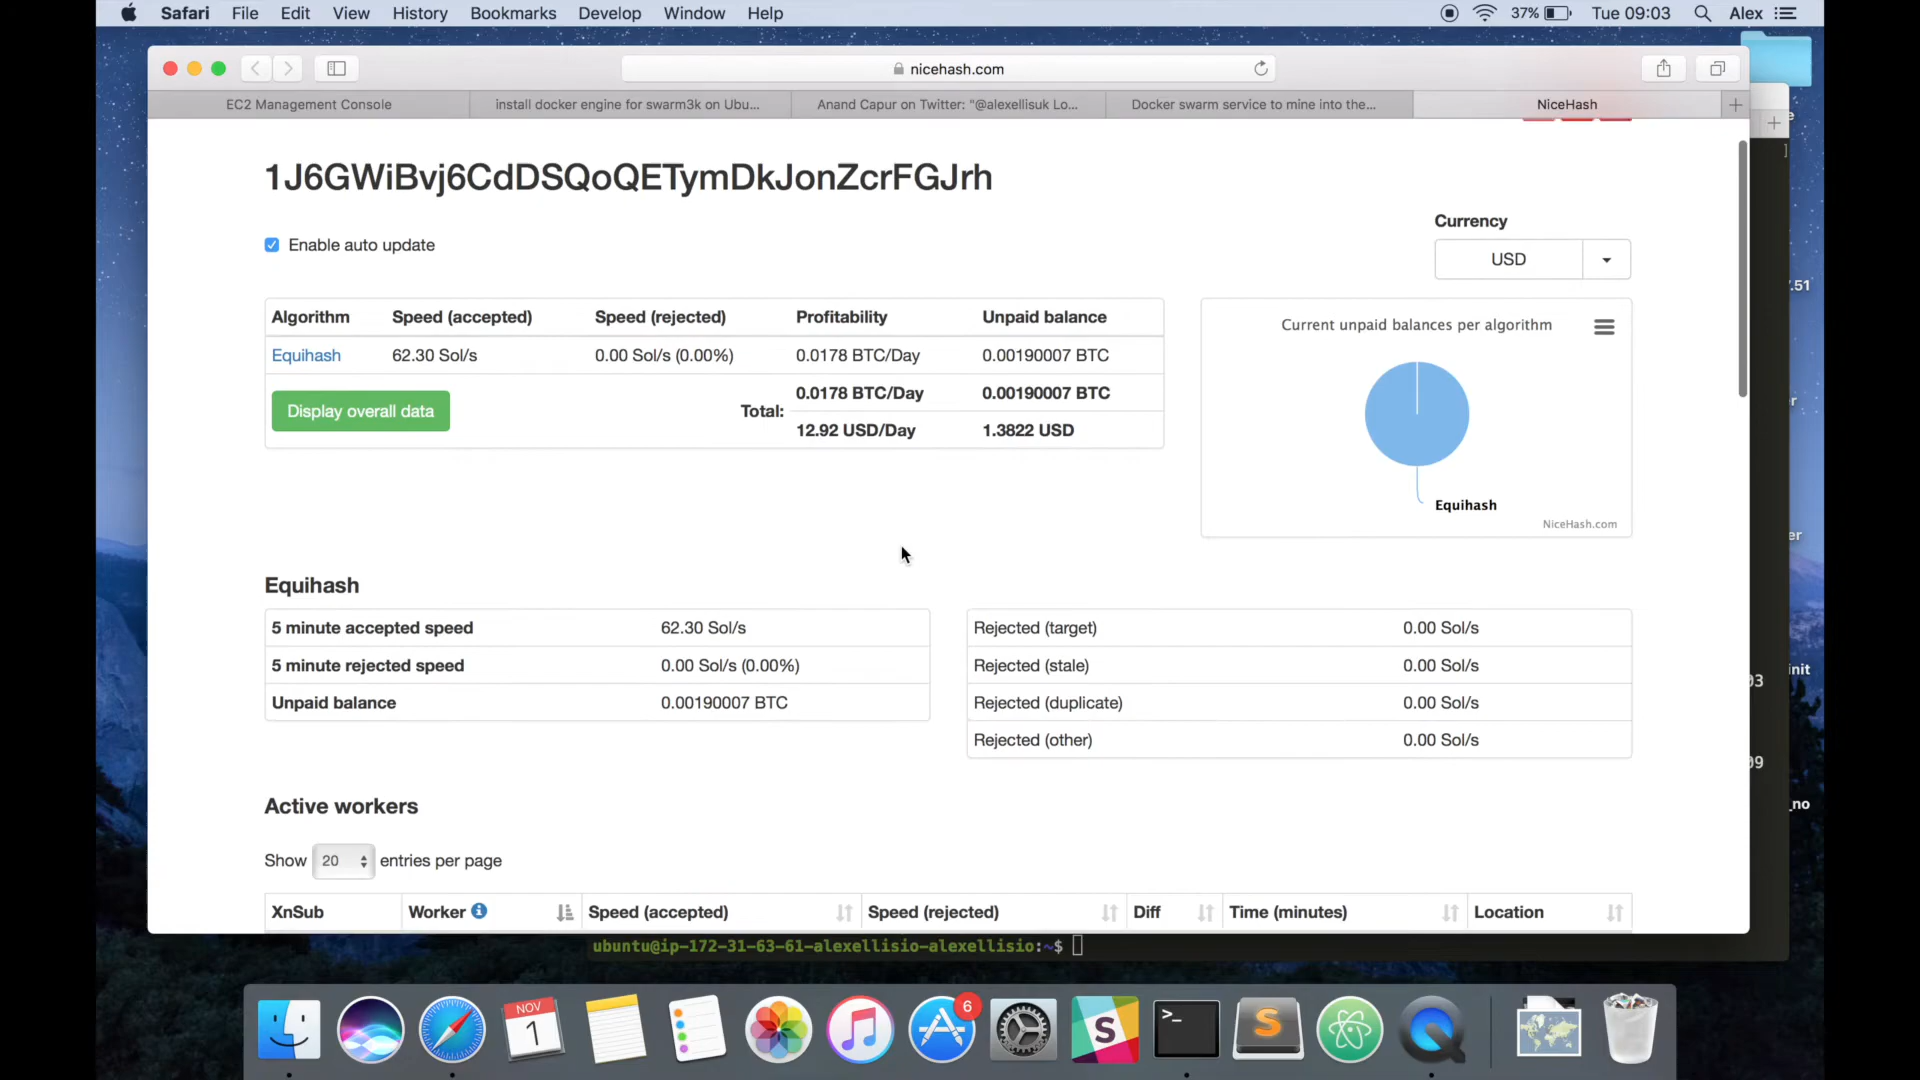 Safari File Edit View History Bookmarks Develop Window Help 37% Tue 09:03 Alex
nicehash.com
EC2 Management Console install docker engine for swarm3k on Ubu... Anand Capur on Twitter: "@alexellisuk Lo... Docker swarm service to mine into the... NiceHash
1J6GWiBvj6CdDSQoQETymDkJonZcrFGJrh
Currency
Enable auto update
USD
Algorithm Speed (accepted) Speed (rejected) Profitability Unpaid balance
Equihash 62.30 Sol/s 0.00 Sol/s (0.00%) 0.0178 BTC/Day 0.00190007 BTC
Display overall data
Total:
0.0178 BTC/Day 0.00190007 BTC
12.92 USD/Day 1.3822 USD
Current unpaid balances per algorithm
Equihash
NiceHash.com
Equihash
5 minute accepted speed 62.30 Sol/s
5 minute rejected speed 0.00 Sol/s (0.00%)
Unpaid balance 0.00190007 BTC
Rejected (target) 0.00 Sol/s
Rejected (stale) 0.00 Sol/s
Rejected (duplicate) 0.00 Sol/s
Rejected (other) 0.00 Sol/s
Active workers
Show 20 entries per page
XnSub Worker Speed (accepted) Speed (rejected) Diff Time (minutes) Location
ubuntu@ip-172-31-63-61-alexellisio-alexellisio:~$
.51
init
03
09
_no
NOV
1
6
S
>_
S